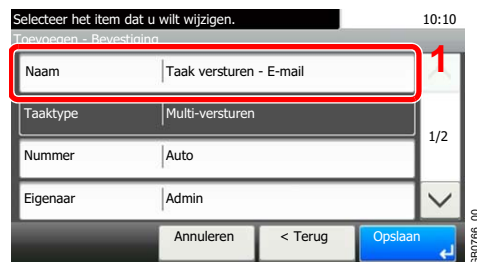 Selecteer het item dat u wilt wijzigen. 10:10
Toevoegen - Bevestiging
Naam Taak versturen - E-mail 1
Taaktype Multi-versturen
1/2
Nummer Auto
Eigenaar Admin
Annuleren < Terug Opslaan
GB0766_00